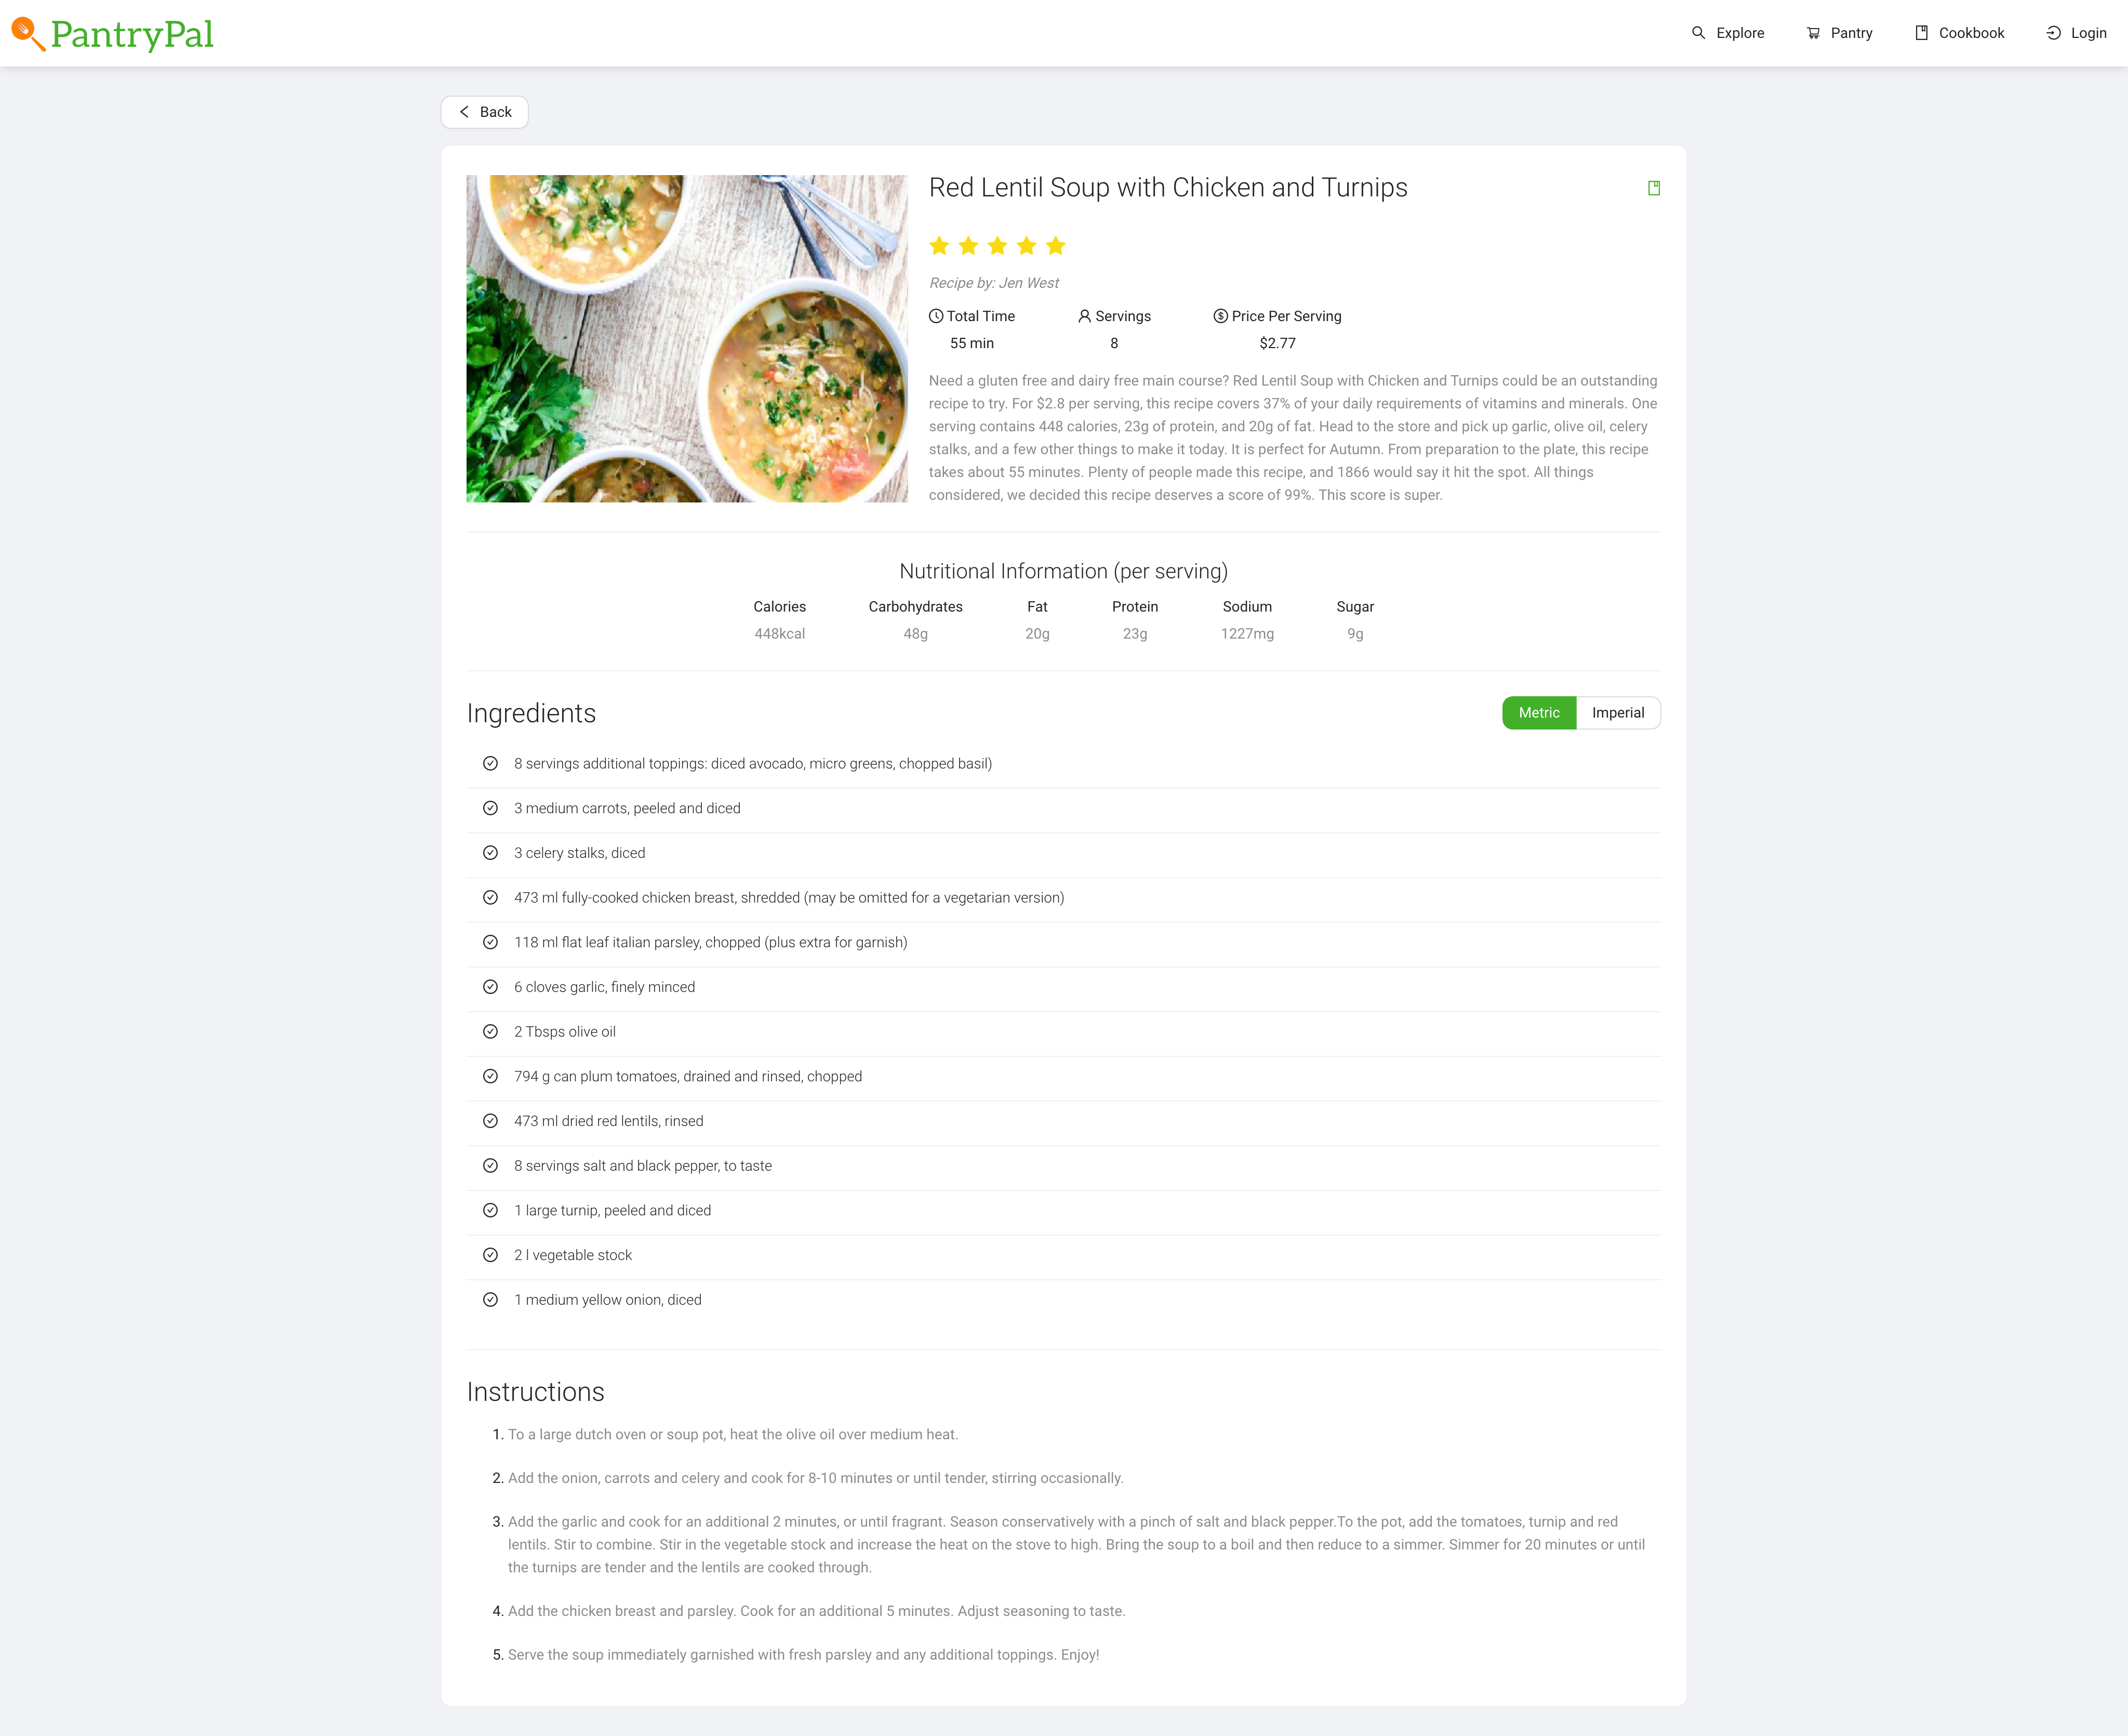 PantryPal
Explore
Pantry
Cookbook
Login
Back
Red Lentil Soup with Chicken and Turnips
Recipe by: Jen West
Total Time
55 min
Servings
8
Price Per Serving
$2.77
Need a gluten free and dairy free main course? Red Lentil Soup with Chicken and Turnips could be an outstanding
recipe to try. For $2.8 per serving, this recipe covers 37% of your daily requirements of vitamins and minerals. One
serving contains 448 calories, 23g of protein, and 20g of fat. Head to the store and pick up garlic, olive oil, celery
stalks, and a few other things to make it today. It is perfect for Autumn. From preparation to the plate, this recipe
takes about 55 minutes. Plenty of people made this recipe, and 1866 would say it hit the spot. All things
considered, we decided this recipe deserves a score of 99%. This score is super.
Nutritional Information (per serving)
Calories
448kcal
Carbohydrates
48g
Fat
20g
Protein
23g
Sodium
1227mg
Sugar
9g
Ingredients
Metric
Imperial
8 servings additional toppings: diced avocado, micro greens, chopped basil)
3 medium carrots, peeled and diced
3 celery stalks, diced
473 ml fully-cooked chicken breast, shredded (may be omitted for a vegetarian version)
118 ml flat leaf italian parsley, chopped (plus extra for garnish)
6 cloves garlic, finely minced
2 Tbsps olive oil
794 g can plum tomatoes, drained and rinsed, chopped
473 ml dried red lentils, rinsed
8 servings salt and black pepper, to taste
1 large turnip, peeled and diced
2 l vegetable stock
1 medium yellow onion, diced
Instructions
1. To a large dutch oven or soup pot, heat the olive oil over medium heat.
2. Add the onion, carrots and celery and cook for 8-10 minutes or until tender, stirring occasionally.
3. Add the garlic and cook for an additional 2 minutes, or until fragrant. Season conservatively with a pinch of salt and black pepper.To the pot, add the tomatoes, turnip and red
lentils. Stir to combine. Stir in the vegetable stock and increase the heat on the stove to high. Bring the soup to a boil and then reduce to a simmer. Simmer for 20 minutes or until
the turnips are tender and the lentils are cooked through.
4. Add the chicken breast and parsley. Cook for an additional 5 minutes. Adjust seasoning to taste.
5. Serve the soup immediately garnished with fresh parsley and any additional toppings. Enjoy!